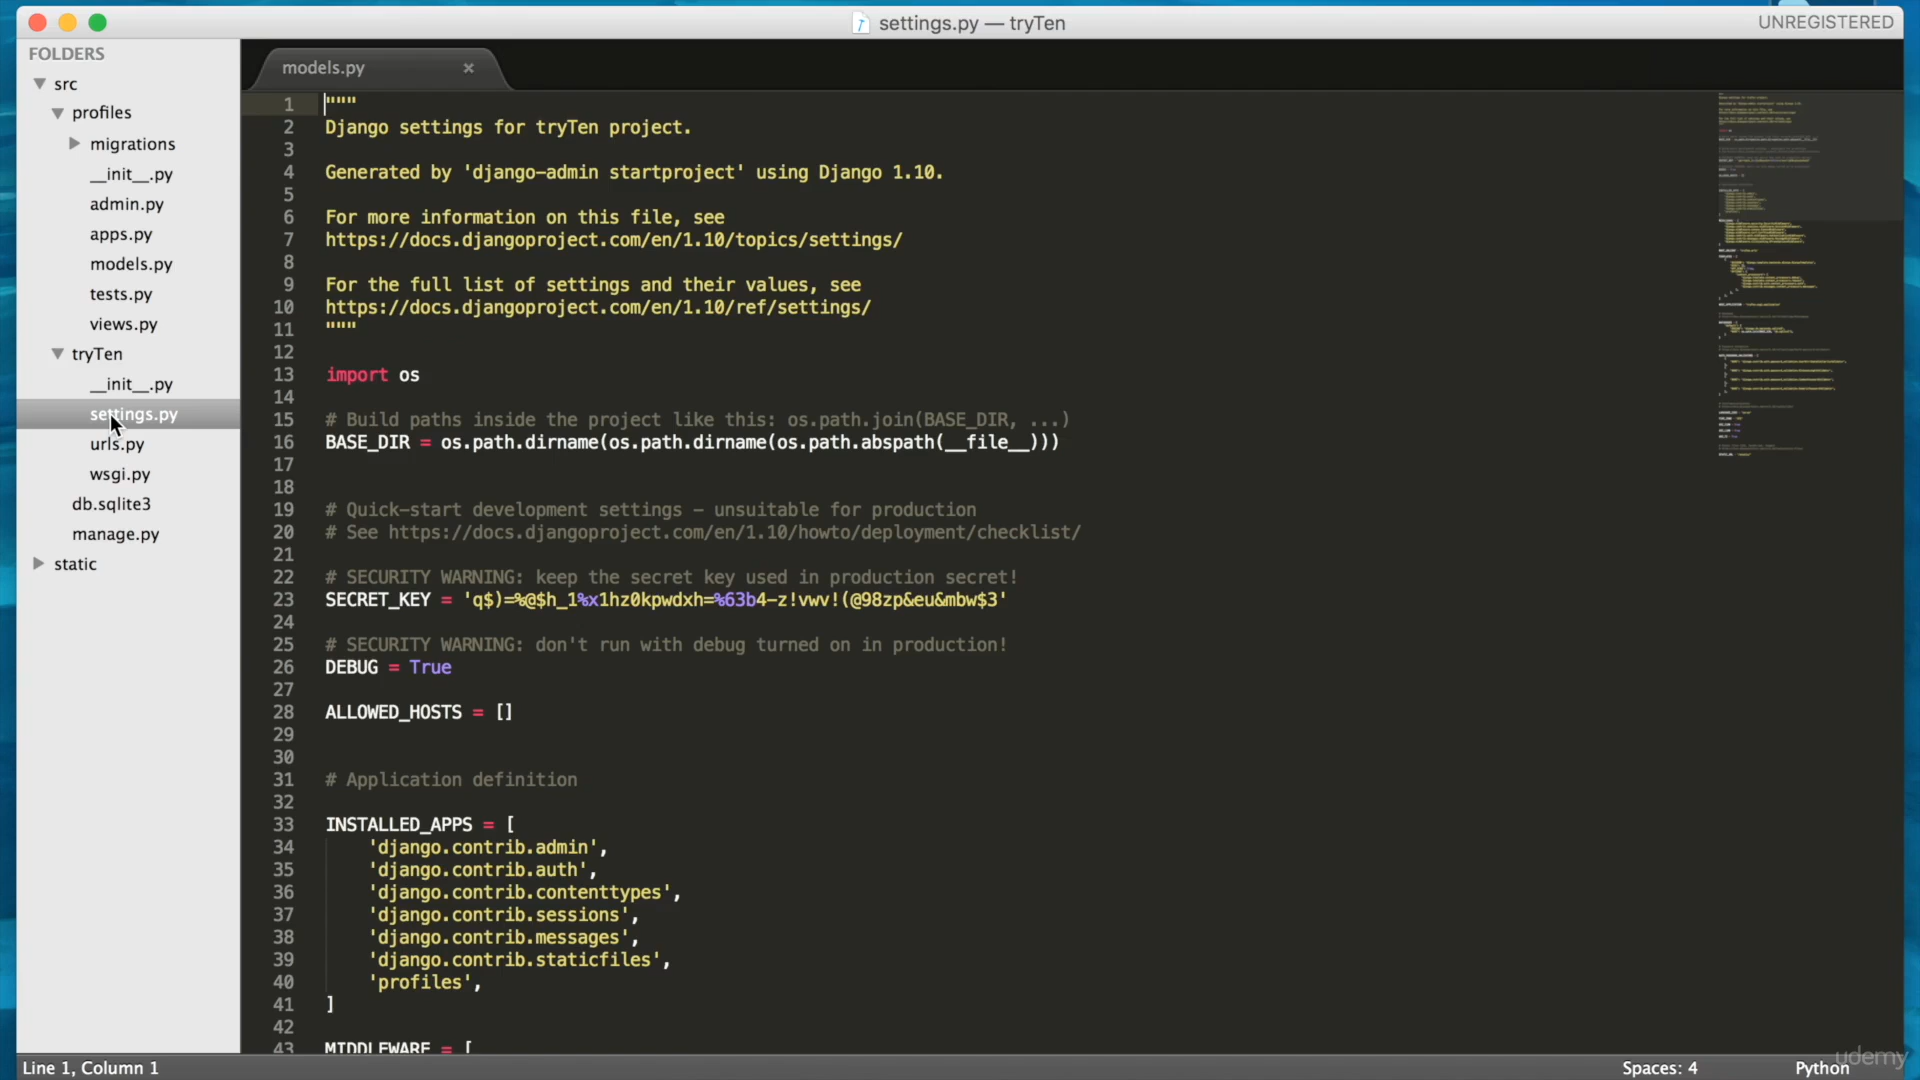 settings.py — tryTen
UNREGISTERED
FOLDERS
src
profiles
migrations
__init__.py
admin.py
apps.py
models.py
tests.py
views.py
tryTen
__init__.py
settings.py
urls.py
wsgi.py
db.sqlite3
manage.py
static
models.py ×
1 """
2 Django settings for tryTen project.
3
4 Generated by 'django-admin startproject' using Django 1.10.
5
6 For more information on this file, see
7 https://docs.djangoproject.com/en/1.10/topics/settings/
8
9 For the full list of settings and their values, see
10 https://docs.djangoproject.com/en/1.10/ref/settings/
11 """
12
13 import os
14
15 # Build paths inside the project like this: os.path.join(BASE_DIR, ...)
16 BASE_DIR = os.path.dirname(os.path.dirname(os.path.abspath(__file__)))
17
18
19 # Quick-start development settings - unsuitable for production
20 # See https://docs.djangoproject.com/en/1.10/howto/deployment/checklist/
21
22 # SECURITY WARNING: keep the secret key used in production secret!
23 SECRET_KEY = 'q$)=%@$h_1%x1hz0kpwdxh=%63b4-z!vwv!(@98zp&eu&mbw$3'
24
25 # SECURITY WARNING: don't run with debug turned on in production!
26 DEBUG = True
27
28 ALLOWED_HOSTS = []
29
30
31 # Application definition
32
33 INSTALLED_APPS = [
34 'django.contrib.admin',
35 'django.contrib.auth',
36 'django.contrib.contenttypes',
37 'django.contrib.sessions',
38 'django.contrib.messages',
39 'django.contrib.staticfiles',
40 'profiles',
41 ]
42
43 MIDDLEWARE = [
Line 1, Column 1
Spaces: 4
Python
udemy